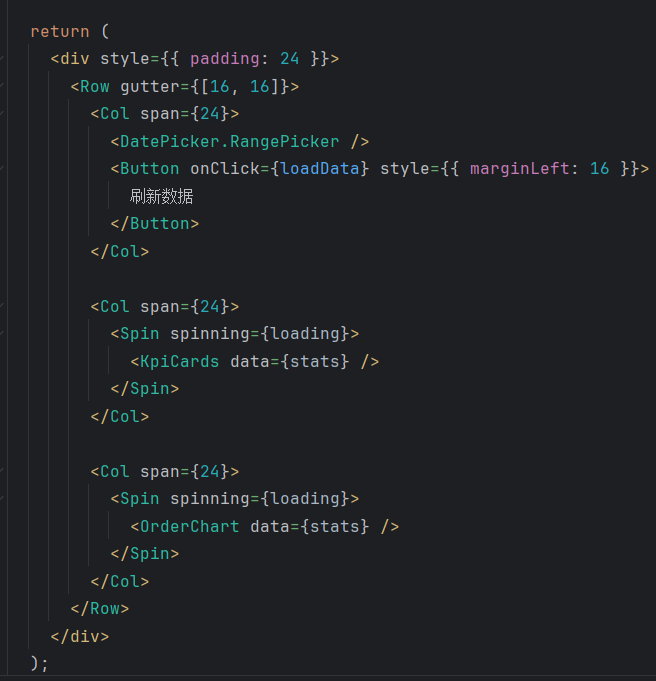 return (
<div style={{ padding: 24 }}>
<Row gutter={[16, 16]}>
<Col span={24}>
<DatePicker.RangePicker />
<Button onClick={loadData} style={{ marginLeft: 16 }}>
刷新数据
</Button>
</Col>
<Col span={24}>
<Spin spinning={loading}>
<KpiCards data={stats} />
</Spin>
</Col>
<Col span={24}>
<Spin spinning={loading}>
<OrderChart data={stats} />
</Spin>
</Col>
</Row>
</div>
);